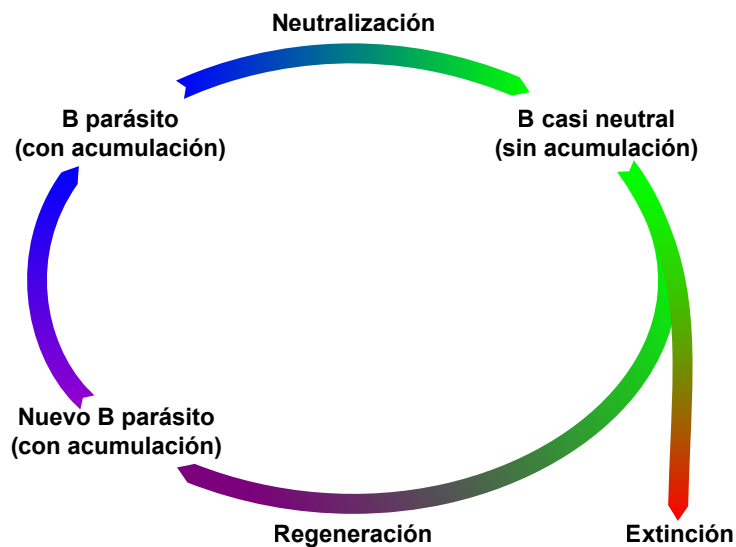 Neutralización
B parásito
(con acumulación)
B casi neutral
(sin acumulación)
Nuevo B parásito
(con acumulación)
Regeneración
Extinción